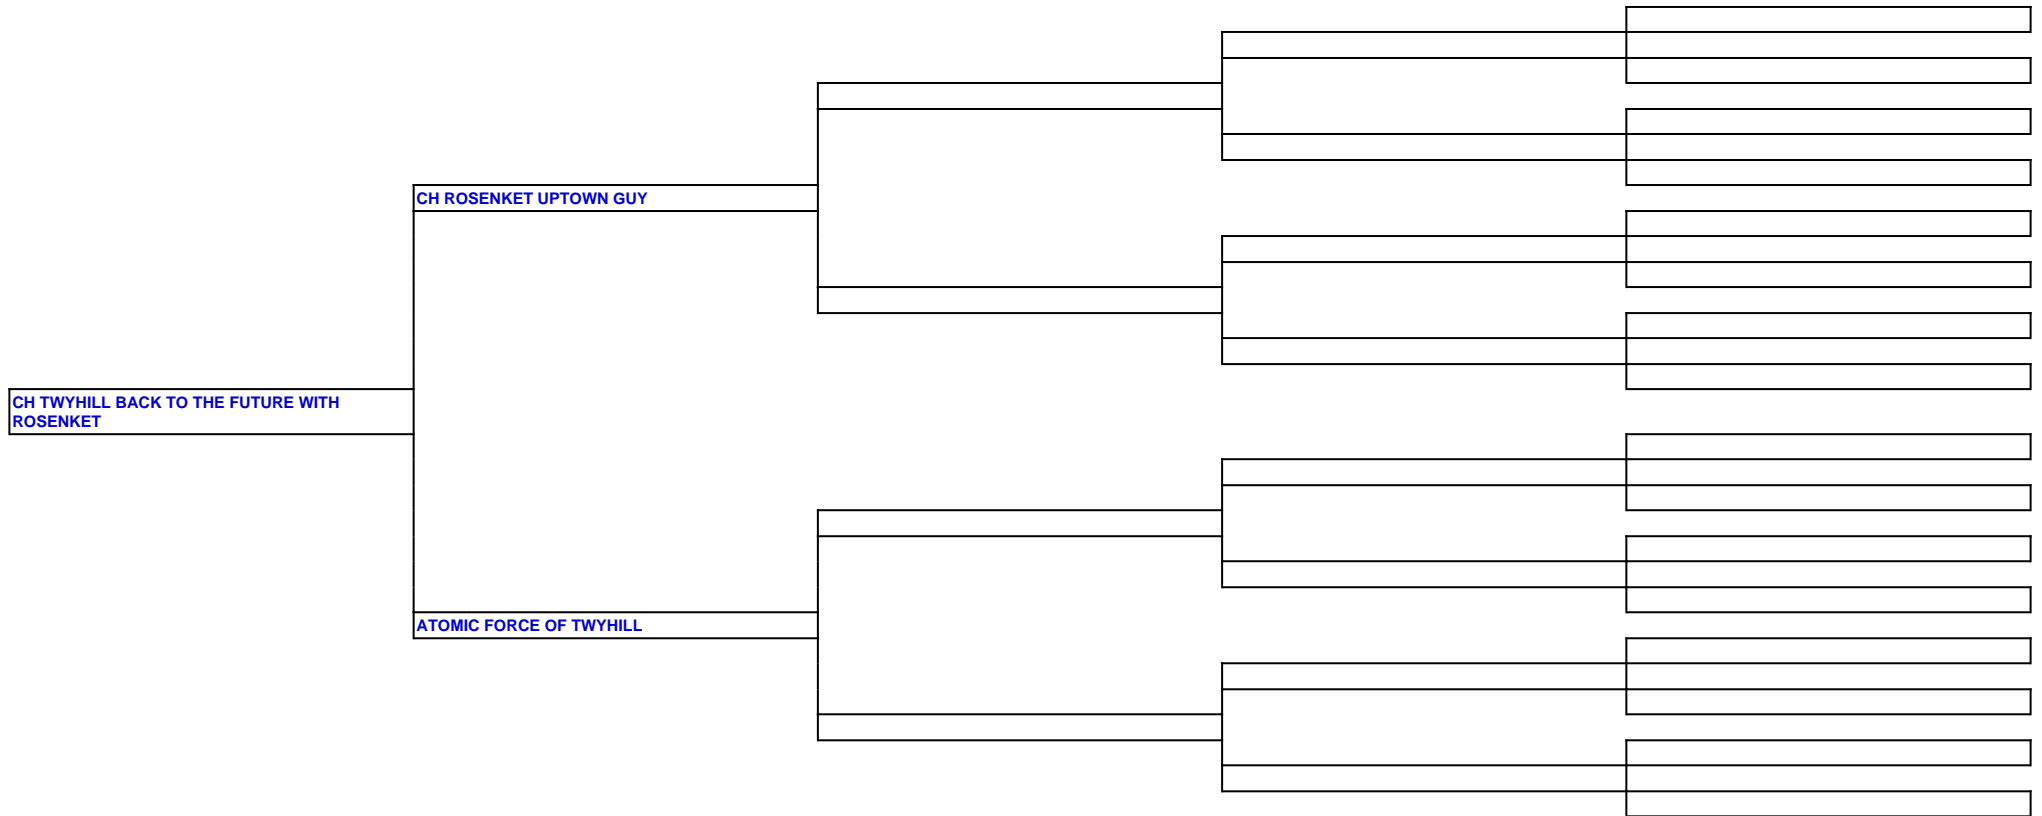 CH ROSENKET UPTOWN GUY
CH TWYHILL BACK TO THE FUTURE WITH
ROSENKET
ATOMIC FORCE OF TWYHILL